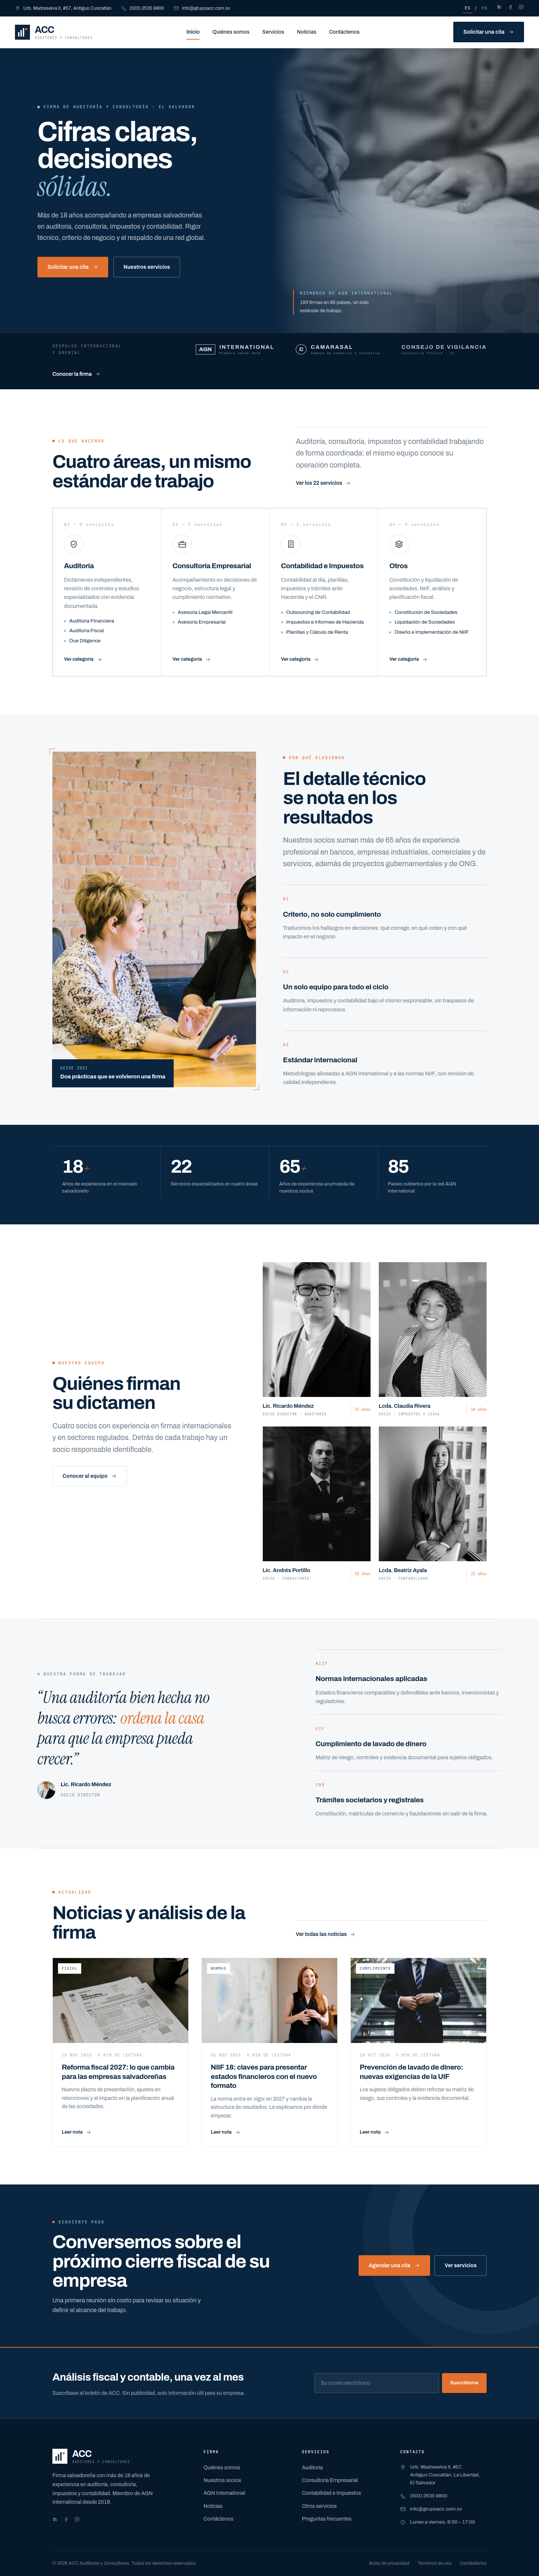 Urb. Madreselva II, #57, Antiguo Cuscatlán
(503) 2535 9800
info@grupoacc.com.sv
ES / EN
ACC
AUDITORES Y CONSULTORES
Inicio
Quiénes somos
Servicios
Noticias
Contáctenos
Solicitar una cita
FIRMA DE AUDITORÍA Y CONSULTORÍA · EL SALVADOR
Cifras claras,
decisiones
sólidas.
Más de 18 años acompañando a empresas salvadoreñas
en auditoría, consultoría, impuestos y contabilidad. Rigor
técnico, criterio de negocio y el respaldo de una red global.
Solicitar una cita
Nuestros servicios
MIEMBROS DE AGN INTERNATIONAL
193 firmas en 85 países, un solo
estándar de trabajo.
RESPALDO INTERNACIONAL
Y GREMIAL
AGN
INTERNATIONAL
C
CAMARASAL
CONSEJO DE VIGILANCIA
Conocer la firma
LO QUE HACEMOS
Cuatro áreas, un mismo
estándar de trabajo
Auditoría, consultoría, impuestos y contabilidad trabajando
de forma coordinada: el mismo equipo conoce su
operación completa.
Ver los 22 servicios
Auditoría
Dictámenes independientes,
revisión de controles y estudios
especializados con evidencia
documentada.
Auditoría Financiera
Auditoría Fiscal
Due Diligence
Ver categoría
Consultoría Empresarial
Acompañamiento en decisiones de
negocio, estructura legal y
cumplimiento normativo.
Asesoría Legal Mercantil
Asesoría Empresarial
Ver categoría
Contabilidad e Impuestos
Contabilidad al día, planillas,
impuestos y trámites ante
Hacienda y el CNR.
Outsourcing de Contabilidad
Impuestos e Informes de Hacienda
Planillas y Cálculo de Renta
Ver categoría
Otros
Constitución y liquidación de
sociedades, NIIF, análisis y
planificación fiscal.
Constitución de Sociedades
Liquidación de Sociedades
Diseño e Implementación de NIIF
Ver categoría
POR QUÉ ELEGIRNOS
El detalle técnico
se nota en los
resultados
Nuestros socios suman más de 65 años de experiencia
profesional en bancos, empresas industriales, comerciales y de
servicios, además de proyectos gubernamentales y de ONG.
01
Criterio, no solo cumplimiento
Traducimos los hallazgos en decisiones: qué corregir, en qué orden y con qué
impacto en el negocio.
02
Un solo equipo para todo el ciclo
Auditoría, impuestos y contabilidad bajo el mismo responsable, sin traspasos de
información ni reprocesos.
03
Estándar internacional
Metodologías alineadas a AGN International y a las normas NIIF, con revisión de
calidad independiente.
Dos prácticas que se volvieron una firma
18+
Años de experiencia en el mercado
salvadoreño
22
Servicios especializados en cuatro áreas
65+
Años de experiencia acumulada de
nuestros socios
85
Países cubiertos por la red AGN
International
NUESTRO EQUIPO
Quiénes firman
su dictamen
Cuatro socios con experiencia en firmas internacionales
y en sectores regulados. Detrás de cada trabajo hay un
socio responsable identificable.
Conocer al equipo
Lic. Ricardo Méndez
SOCIO DIRECTOR · AUDITORÍA
Lcda. Claudia Rivera
SOCIA · IMPUESTOS Y LEGAL
18 años
Lic. Andrés Portillo
SOCIO · CONSULTORÍA
Lcda. Beatriz Ayala
SOCIA · CONTABILIDAD
12 años
NUESTRA FORMA DE TRABAJAR
“Una auditoría bien hecha no
busca errores: ordena la casa
para que la empresa pueda
crecer.”
Lic. Ricardo Méndez
SOCIO DIRECTOR
NIIF
Normas internacionales aplicadas
Estados financieros comparables y defendibles ante bancos, inversionistas y
reguladores.
UIF
Cumplimiento de lavado de dinero
Matriz de riesgo, controles y evidencia documental para sujetos obligados.
CNR
Trámites societarios y registrales
Constitución, matrículas de comercio y liquidaciones sin salir de la firma.
ACTUALIDAD
Noticias y análisis de la
firma
Ver todas las noticias
FISCAL
5 MIN DE LECTURA
Reforma fiscal 2027: lo que cambia
para las empresas salvadoreñas
Nuevos plazos de presentación, ajustes en
retenciones y el impacto en la planificación anual
de las sociedades.
Leer nota
NORMAS
MIN DE LECTURA
NIIF 18: claves para presentar
estados financieros con el nuevo
formato
La norma entra en vigor en 2027 y cambia la
estructura de resultados. Le explicamos por dónde
empezar.
Leer nota
CUMPLIMIENTO
MIN DE LECTURA
Prevención de lavado de dinero:
nuevas exigencias de la UIF
Los sujetos obligados deben reforzar su matriz de
riesgo, sus controles y la evidencia documental.
Leer nota
SIGUIENTE PASO
Conversemos sobre el
próximo cierre fiscal de su
empresa
Una primera reunión sin costo para revisar su situación y
definir el alcance del trabajo.
Agendar una cita
Ver servicios
Análisis fiscal y contable, una vez al mes
Suscríbase al boletín de ACC. Sin publicidad, solo información útil para su empresa.
Su correo electrónico
Suscribirme
ACC
AUDITORES Y CONSULTORES
Firma salvadoreña con más de 18 años de
experiencia en auditoría, consultoría,
impuestos y contabilidad. Miembro de AGN
International desde 2018.
FIRMA
Quiénes somos
Nuestros socios
AGN International
Noticias
Contáctenos
SERVICIOS
Auditoría
Consultoría Empresarial
Contabilidad e Impuestos
Otros servicios
Preguntas frecuentes
CONTACTO
Urb. Madreselva II, #57,
Antiguo Cuscatlán, La Libertad,
El Salvador
(503) 2535 9800
info@grupoacc.com.sv
Lunes a viernes, 8:00 – 17:00
© 2026 ACC Auditores y Consultores. Todos los derechos reservados.
Aviso de privacidad
Términos de uso
Contáctenos